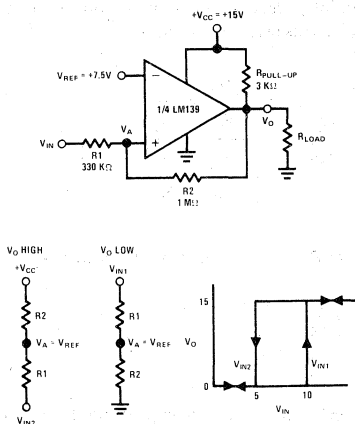 +VCC = +15V
VREF = +7.5V
RPULL-UP
3 KΩ
1/4 LM139
VA
VO
VIN
R1
330 KΩ
RLOAD
R2
1 MΩ
VO HIGH
VO LOW
+VCC
VIN1
R2
R1
VA = VREF
VA = VREF
R1
R2
VIN2
15
VO
VIN2
VIN1
0
5
10
VIN